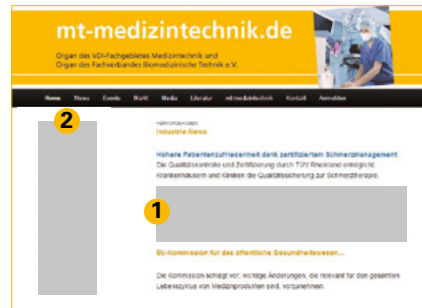 mt-medizintechnik.de
Organ des VDI-Fachgebietes Medizintechnik und
Organ des Fachverbandes Biomedizinische Technik e.V.
Home News Events Markt Media Literatur mt-medizintechnik Kontakt Anmelden
2
Industrie-News
Höhere Patientenzufriedenheit dank zertifiziertem Schmerzmanagement
Die Qualitätskontrolle und Zertifizierung durch TÜV Rheinland ermöglicht
Krankenhäusern und Kliniken die Qualitätssicherung zur Schmerztherapie.
1
EU-Kommission für das öffentliche Gesundheitswesen...
Die Kommission schlägt vor, wichtige Änderungen, die relevant für den gesamten
Lebenszyklus von Medizinprodukten sind, vorzunehmen.